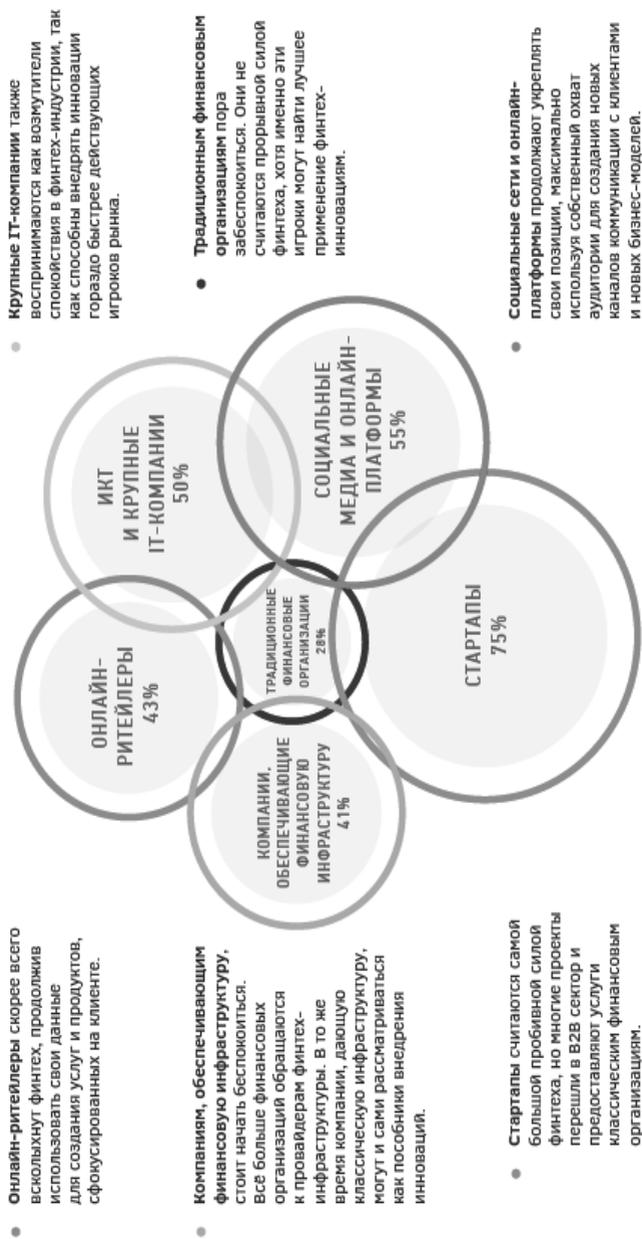 Онлайн-ритейлеры скорее всего
всколыхнут финтех, продолжив
использовать свои данные
для создания услуг и продуктов,
сфокусированных на клиенте.
Компаниям, обеспечивающим
финансовую инфраструктуру,
стоит начать беспокоиться.
Всё больше финансовых
организаций обращаются
к провайдерам финтех-
инфраструктуры. В то же
время компании, дающую
классическую инфраструктуру,
могут и сами рассматриваться
как пособники внедрения
инноваций.
Стартапы считаются самой
большой пробивной силой
финтеха, но многие проекты
перешли в B2B сектор и
предоставляют услуги
классическим финансовым
организациям.
ОНЛАЙН-
РИТЕЙЛЕРЫ
43%
ИКТ
И КРУПНЫЕ
IT-КОМПАНИИ
50%
КОМПАНИИ,
ОБЕСПЕЧИВАЮЩИЕ
ФИНАНСОВУЮ
ИНФРАСТРУКТУРУ
41%
ТРАДИЦИОННЫЕ
ФИНАНСОВЫЕ
ОРГАНИЗАЦИИ
28%
СОЦИАЛЬНЫЕ
МЕДИА И ОНЛАЙН-
ПЛАТФОРМЫ
55%
СТАРТАПЫ
75%
Крупные IT-компании также
воспринимаются как возмутители
спокойствия в финтех-индустрии, так
как способны внедрять инновации
гораздо быстрее действующих
игроков рынка.
Традиционным финансовым
организациям пора
забеспокоиться. Они не
считаются прорывной силой
финтеха, хотя именно эти
игроки могут найти лучшее
применение финтех-
инновациям.
Социальные сети и онлайн-
платформы продолжают укреплять
свои позиции, максимально
используя собственный охват
аудитории для создания новых
каналов коммуникации с клиентами
и новых бизнес-моделей.